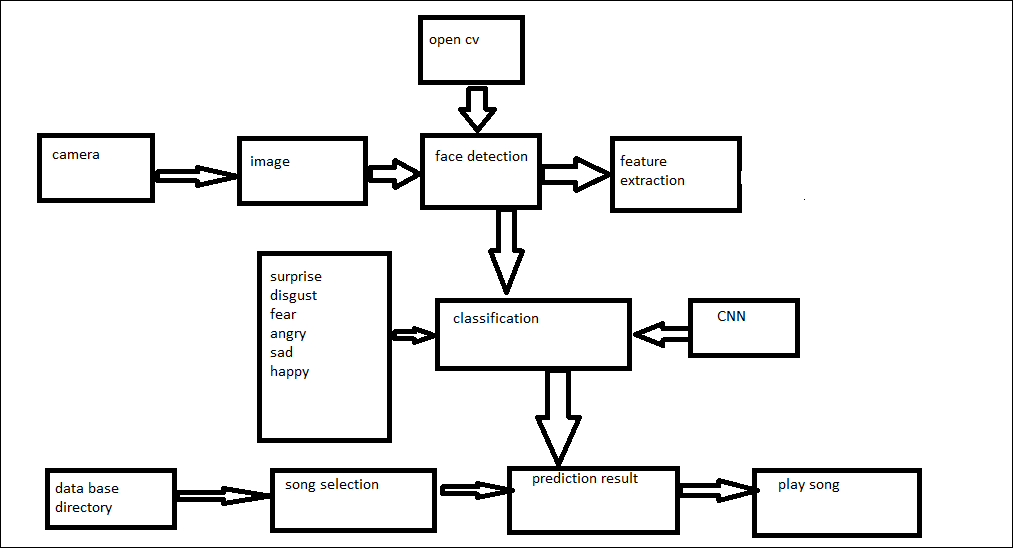 open cv
camera
image
face detection
feature
extraction
surprise
disgust
fear
angry
sad
happy
classification
CNN
data base
directory
song selection
prediction result
play song